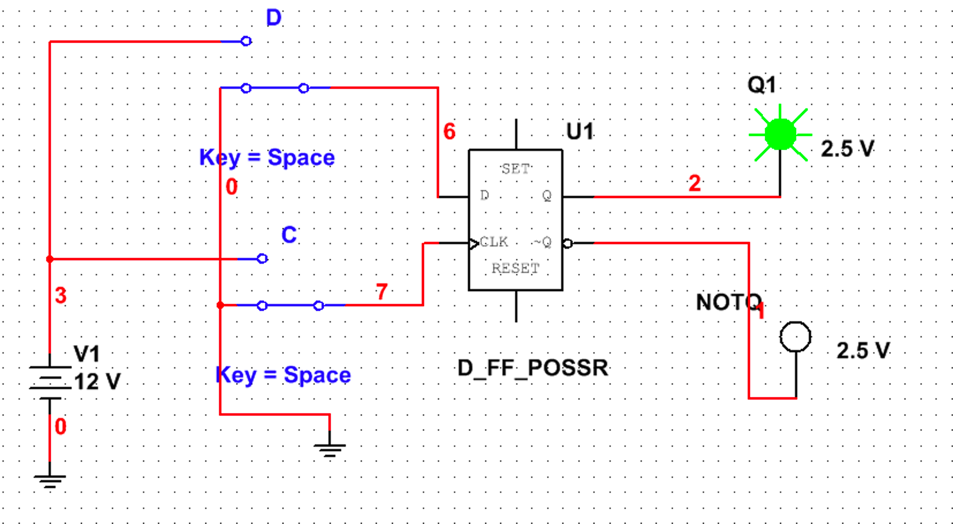 D
Q1
6
U1
2.5 V
Key = Space
SET
0
2
D
Q
C
CLK
~Q
RESET
3
7
NOTQ
1
V1
2.5 V
12 V
Key = Space
D_FF_POSSR
0